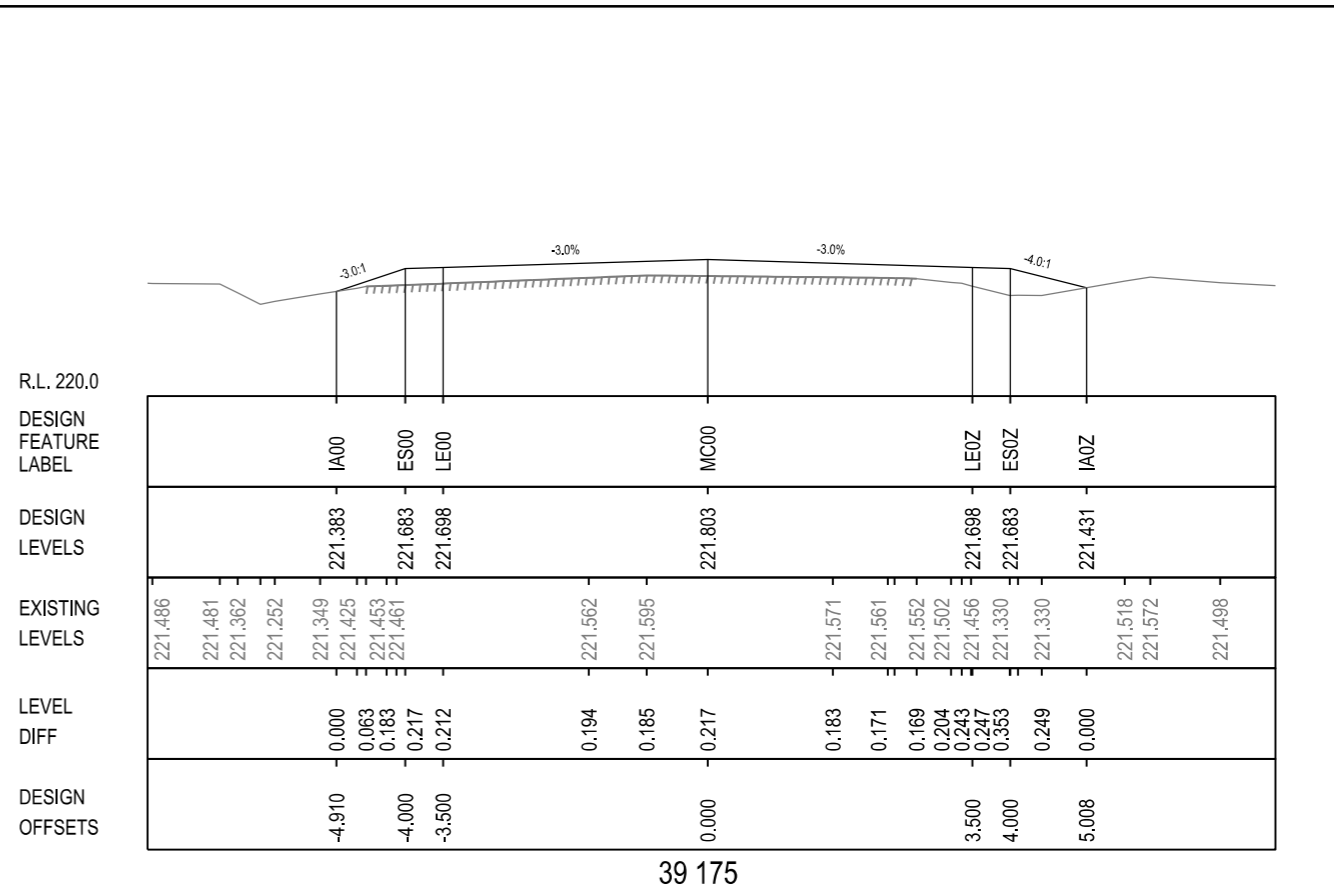 -3.0:1
-3.0%
-3.0%
-4.0:1
R.L. 220.0
DESIGN
FEATURE
LABEL
IA00
ES00
LE00
MC00
LE0Z
ES0Z
IA0Z
DESIGN
LEVELS
221.383
221.683
221.698
221.803
221.698
221.683
221.431
EXISTING
LEVELS
221.486
221.481
221.362
221.252
221.349
221.425
221.453
221.461
221.562
221.595
221.571
221.561
221.552
221.502
221.456
221.330
221.330
221.518
221.572
221.498
LEVEL
DIFF
0.000
0.063
0.183
0.217
0.212
0.194
0.185
0.217
0.183
0.171
0.169
0.204
0.243
0.247
0.353
0.249
0.000
DESIGN
OFFSETS
-4.910
-4.000
-3.500
0.000
3.500
4.000
5.008
39 175